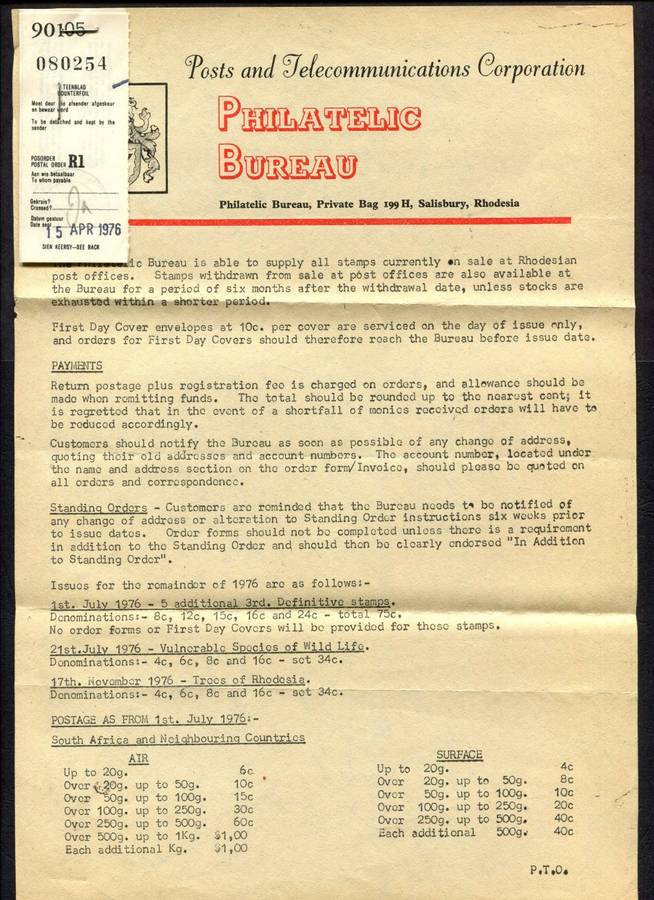 90105
080254
TEENBLAD
COUNTERFOIL
Moet deur die afsender afgeskeur
en bewaar word
To be detached and kept by the
sender
POSORDER
POSTAL ORDER R1
Aan wie betaalbaar
To whom payable
Gekruis?
Crossed?
Datum gestuur
Date sent
15 APR 1976
SIEN KEERSY—SEE BACK
Posts and Telecommunications Corporation
PHILATELIC
BUREAU
Philatelic Bureau, Private Bag 199 H, Salisbury, Rhodesia
The Philatelic Bureau is able to supply all stamps currently on sale at Rhodesian
post offices. Stamps withdrawn from sale at post offices are also available at
the Bureau for a period of six months after the withdrawal date, unless stocks are
exhausted within a shorter period.
First Day Cover envelopes at 10c. per cover are serviced on the day of issue only,
and orders for First Day Covers should therefore reach the Bureau before issue date.
PAYMENTS
Return postage plus registration fee is charged on orders, and allowance should be
made when remitting funds. The total should be rounded up to the nearest cent; it
is regretted that in the event of a shortfall of monies received orders will have to
be reduced accordingly.
Customers should notify the Bureau as soon as possible of any change of address,
quoting their old addresses and account numbers. The account number, located under
the name and address section on the order form/Invoice, should please be quoted on
all orders and correspondence.
Standing Orders - Customers are reminded that the Bureau needs to be notified of
any change of address or alteration to Standing Order instructions six weeks prior
to issue dates. Order forms should not be completed unless there is a requirement
in addition to the Standing Order and should then be clearly endorsed "In Addition
to Standing Order".
Issues for the remainder of 1976 are as follows:-
1st. July 1976 - 5 additional 3rd. Definitive stamps.
Denominations:- 8c, 12c, 15c, 16c and 24c - total 75c.
No order forms or First Day Covers will be provided for these stamps.
21st.July 1976 - Vulnerable Species of Wild Life.
Denominations:- 4c, 6c, 8c and 16c - set 34c.
17th. November 1976 - Trees of Rhodesia.
Denominations:- 4c, 6c, 8c and 16c - set 34c.
POSTAGE AS FROM 1st. July 1976:-
South Africa and Neighbouring Countries
AIR
Up to 20g. 6c
Over 20g. up to 50g. 10c
Over 50g. up to 100g. 15c
Over 100g. up to 250g. 30c
Over 250g. up to 500g. 60c
Over 500g. up to 1Kg. $1,00
Each additional Kg. $1,00
SURFACE
Up to 20g. 4c
Over 20g. up to 50g. 8c
Over 50g. up to 100g. 10c
Over 100g. up to 250g. 20c
Over 250g. up to 500g. 40c
Each additional 500g. 40c
P.T.O.